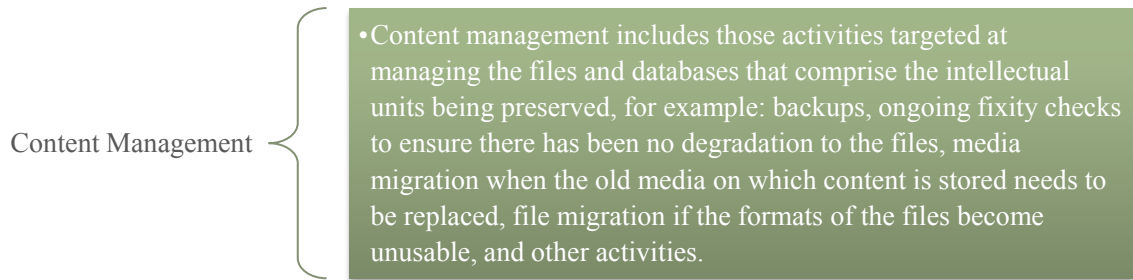 Content Management
•Content management includes those activities targeted at
managing the files and databases that comprise the intellectual
units being preserved, for example: backups, ongoing fixity checks
to ensure there has been no degradation to the files, media
migration when the old media on which content is stored needs to
be replaced, file migration if the formats of the files become
unusable, and other activities.